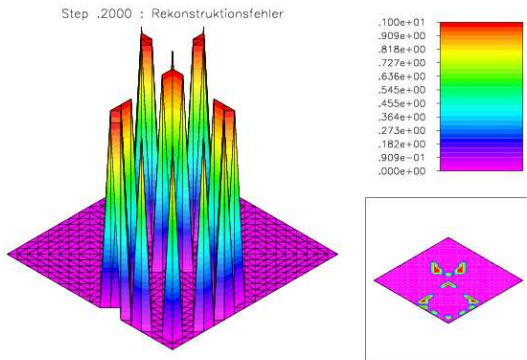 Step .2000 : Rekonstruktionsfehler
.100e+01
.909e+00
.818e+00
.727e+00
.636e+00
.545e+00
.455e+00
.364e+00
.273e+00
.182e+00
.909e-01
.000e+00